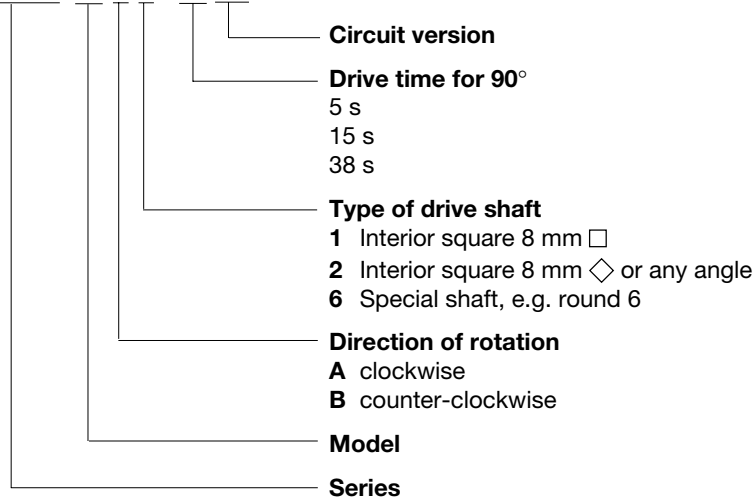 Circuit version
Drive time for 90°
5 s
15 s
38 s
Type of drive shaft
1 Interior square 8 mm □
2 Interior square 8 mm ◇ or any angle
6 Special shaft, e.g. round 6
Direction of rotation
A clockwise
B counter-clockwise
Model
Series